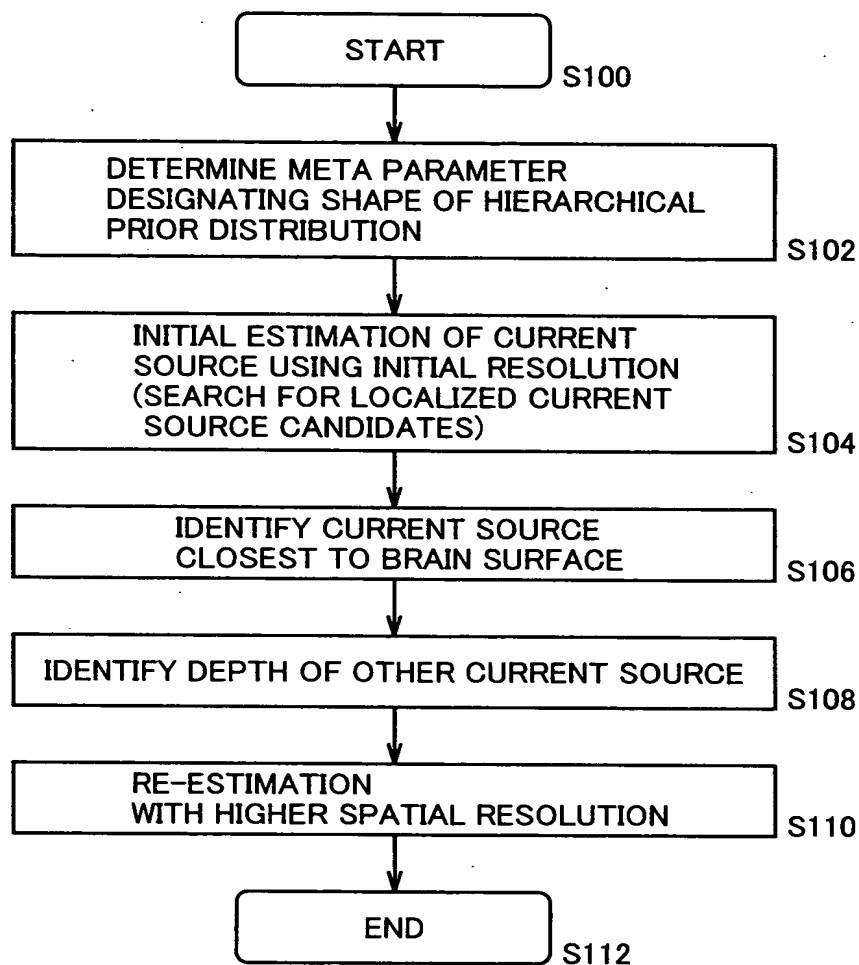 START
S100
DETERMINE META PARAMETER
DESIGNATING SHAPE OF HIERARCHICAL
PRIOR DISTRIBUTION
S102
INITIAL ESTIMATION OF CURRENT
SOURCE USING INITIAL RESOLUTION
(SEARCH FOR LOCALIZED CURRENT
SOURCE CANDIDATES)
S104
IDENTIFY CURRENT SOURCE
CLOSEST TO BRAIN SURFACE
S106
IDENTIFY DEPTH OF OTHER CURRENT SOURCE
S108
RE-ESTIMATION
WITH HIGHER SPATIAL RESOLUTION
S110
END
S112